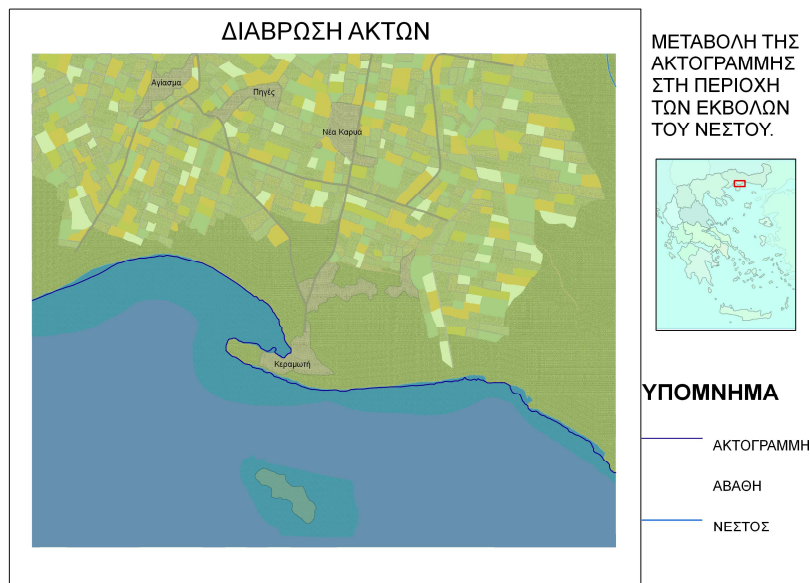 ΔΙΑΒΡΩΣΗ ΑΚΤΩΝ
ΜΕΤΑΒΟΛΗ ΤΗΣ
ΑΚΤΟΓΡΑΜΜΗΣ
ΣΤΗ ΠΕΡΙΟΧΗ
ΤΩΝ ΕΚΒΟΛΩΝ
ΤΟΥ ΝΕΣΤΟΥ.
Αγίασμα
Πηγές
Νέα Καρυα
Κεραμωτή
ΥΠΟΜΝΗΜΑ
ΑΚΤΟΓΡΑΜΜΗ
ΑΒΑΘΗ
ΝΕΣΤΟΣ